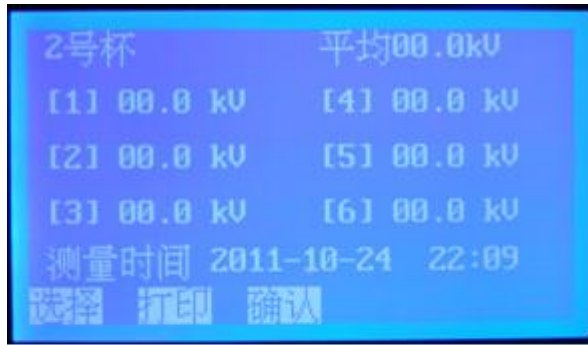 2号杯 平均00.0kV
[1] 00.0 kV [4] 00.0 kV
[2] 00.0 kV [5] 00.0 kV
[3] 00.0 kV [6] 00.0 kV
测量时间 2011-10-24 22:09
选择 打印 确认